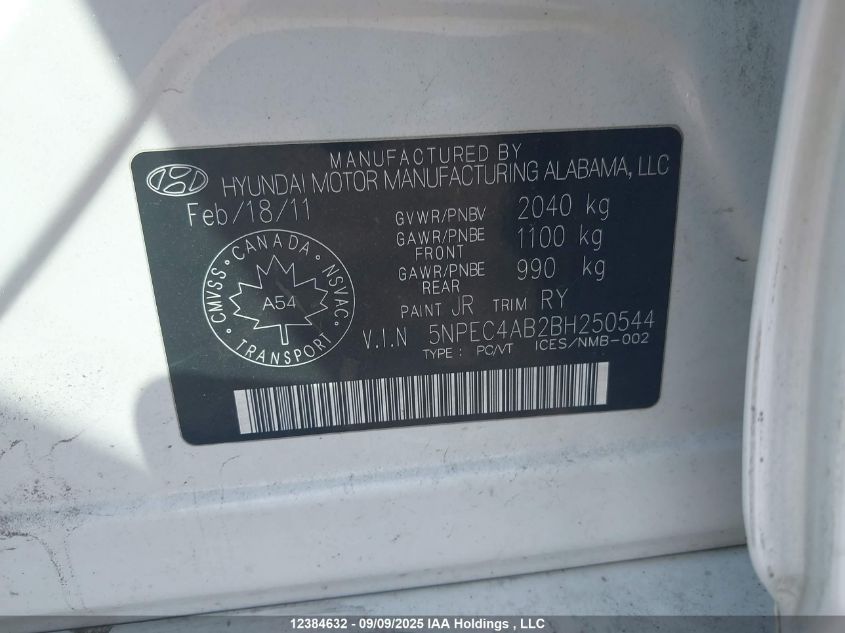 MANUFACTURED BY
HYUNDAI MOTOR MANUFACTURING ALABAMA, LLC
Feb/18/11
GVWR/PNBV 2040 kg
GAWR/PNBE FRONT 1100 kg
GAWR/PNBE REAR 990 kg
PAINT JR TRIM RY
V.I.N 5NPEC4AB2BH250544
TYPE : PC/VT ICES/NMB-002
CANADA
CMVSS · NSVAC
A54
TRANSPORT
12384632 - 09/09/2025 IAA Holdings , LLC